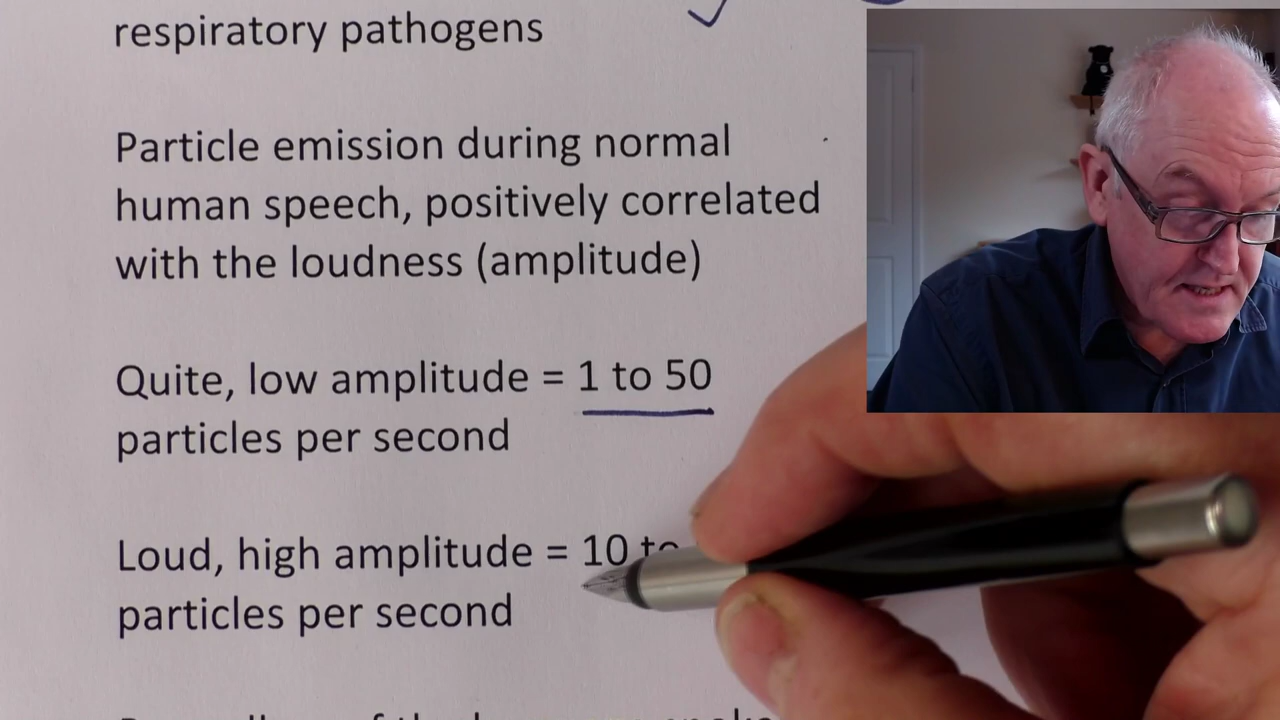 respiratory pathogens
Particle emission during normal
human speech, positively correlated
with the loudness (amplitude)
Quite, low amplitude = 1 to 50
particles per second
Loud, high amplitude = 10 to
particles per second